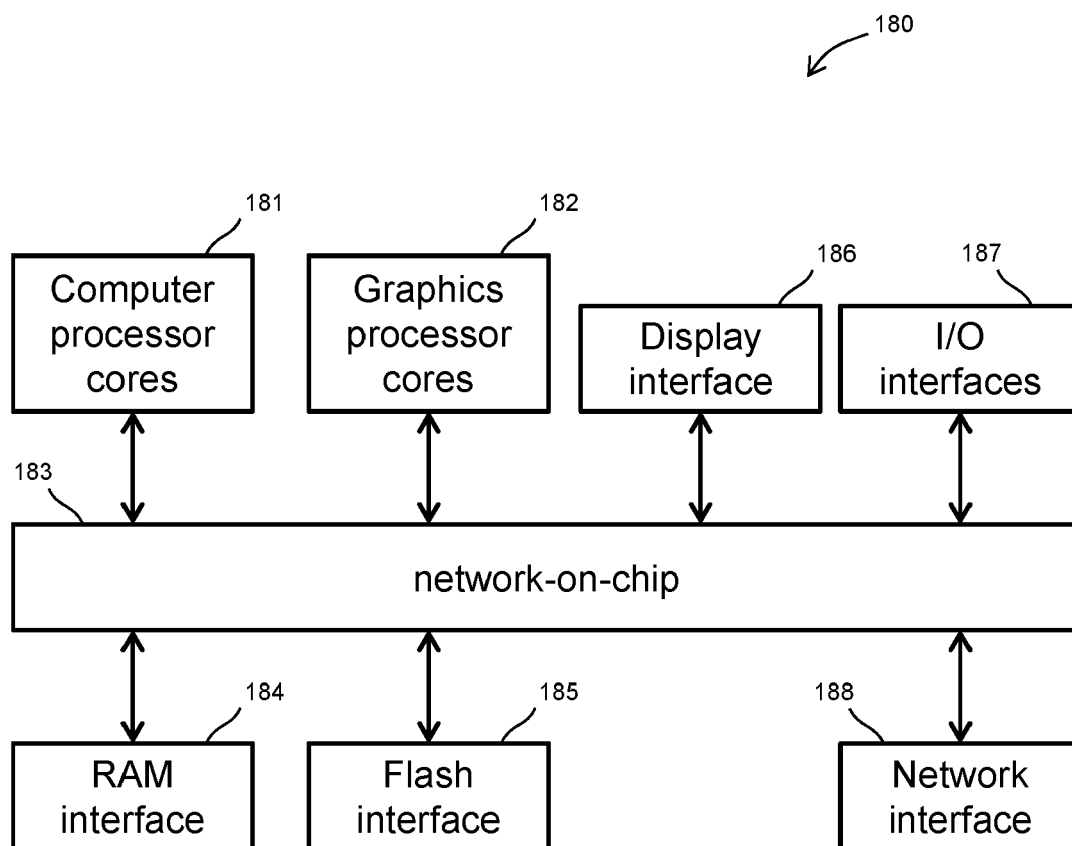 180
181
182
186
187
Computer
processor
cores
Graphics
processor
cores
Display
interface
I/O
interfaces
183
network-on-chip
184
185
188
RAM
interface
Flash
interface
Network
interface